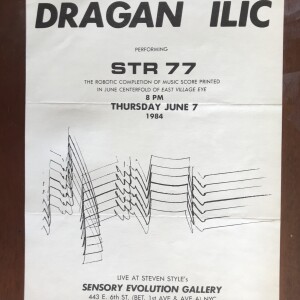 DRAGAN ILIC
PERFORMING
STR 77
THE ROBOTIC COMPLETION OF MUSIC SCORE PRINTED
IN JUNE CENTERFOLD OF EAST VILLAGE EYE
8 PM
THURSDAY JUNE 7
1984
LIVE AT STEVEN STYLE'S
SENSORY EVOLUTION GALLERY
443 E. 6th ST. (BET. 1st AVE & AVE A) NYC